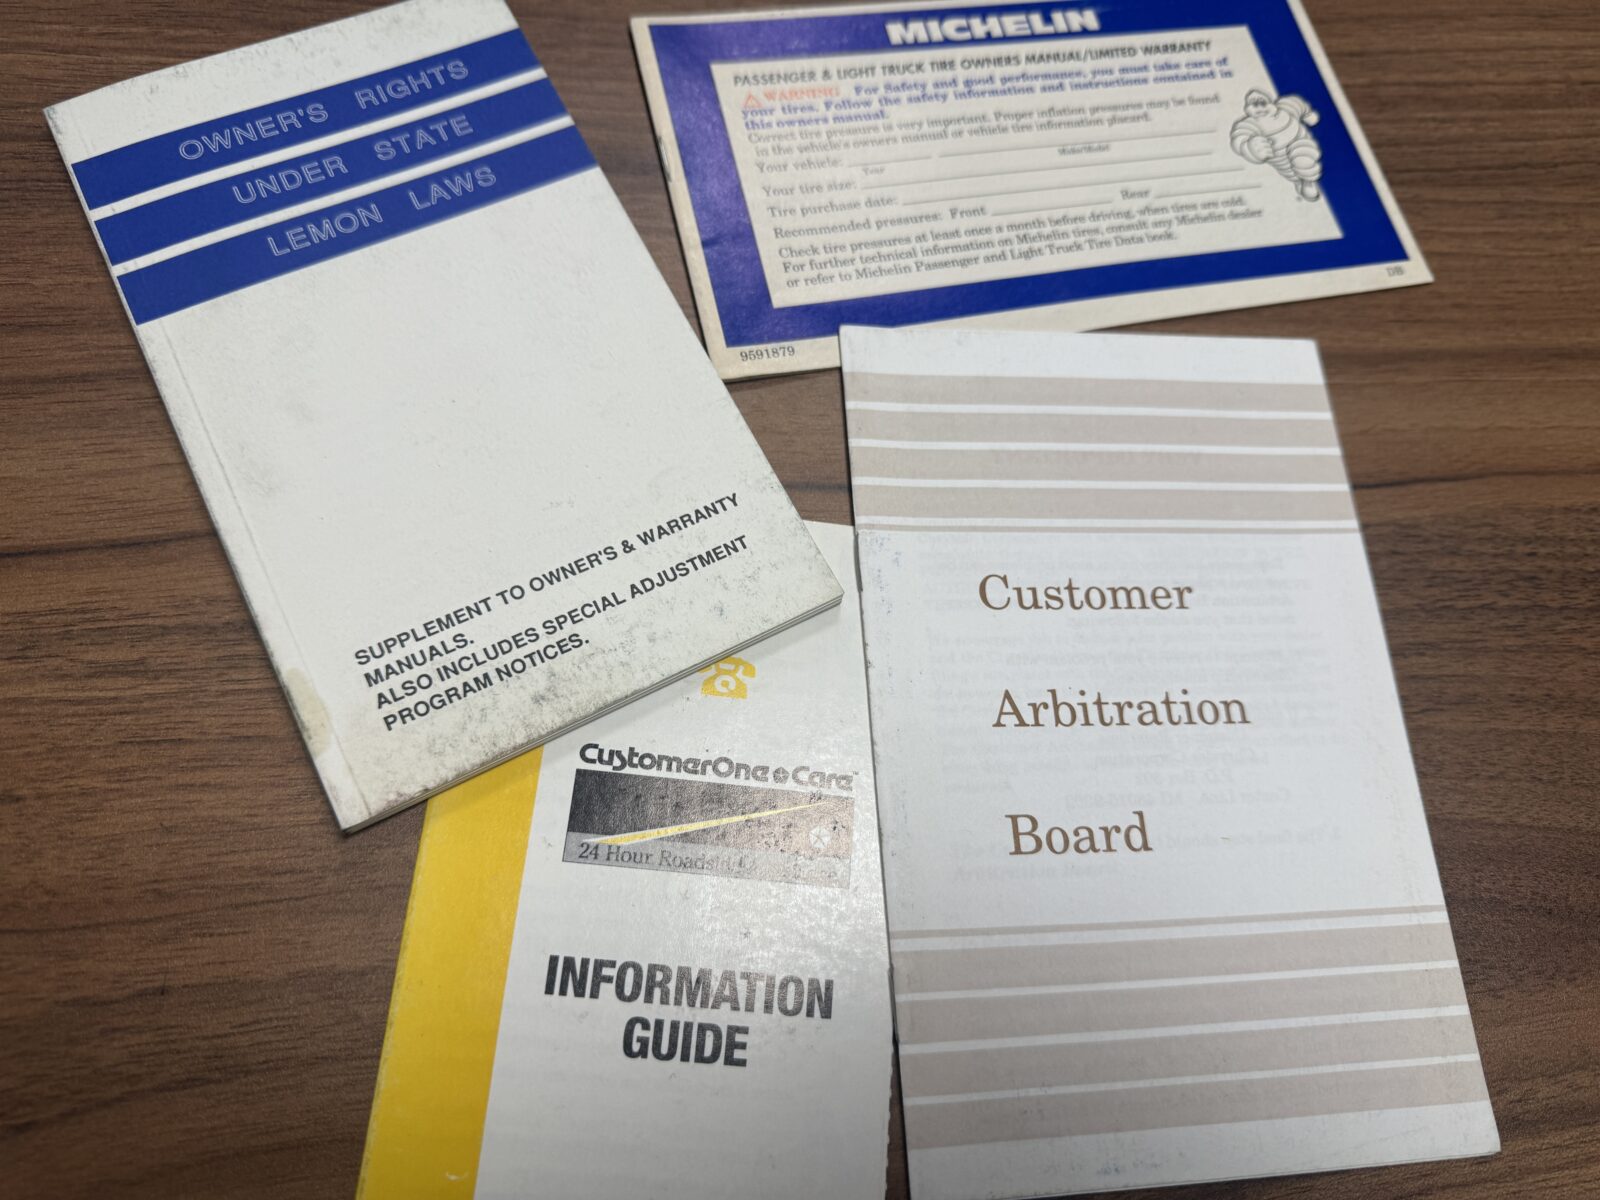 OWNER'S RIGHTS
UNDER STATE
LEMON LAWS
SUPPLEMENT TO OWNER'S & WARRANTY
MANUALS.
ALSO INCLUDES SPECIAL ADJUSTMENT
PROGRAM NOTICES.
MICHELIN
PASSENGER & LIGHT TRUCK TIRE OWNERS MANUAL/LIMITED WARRANTY
WARNING For Safety and good performance, you must take care of
your tires. Follow the safety information and instructions contained in
this owners manual.
Correct tire pressure is very important. Proper inflation pressures may be found
in the vehicle's owners manual or vehicle tire information placard.
Your vehicle:
Year Make/Model
Your tire size:
Tire purchase date:
Recommended pressures: Front Rear
Check tire pressures at least once a month before driving, when tires are cold.
For further technical information on Michelin tires, consult any Michelin dealer
or refer to Michelin Passenger and Light Truck Tire Data book.
9591879
DB
CustomerOne Care™
24 Hour
INFORMATION
GUIDE
Customer
Arbitration
Board